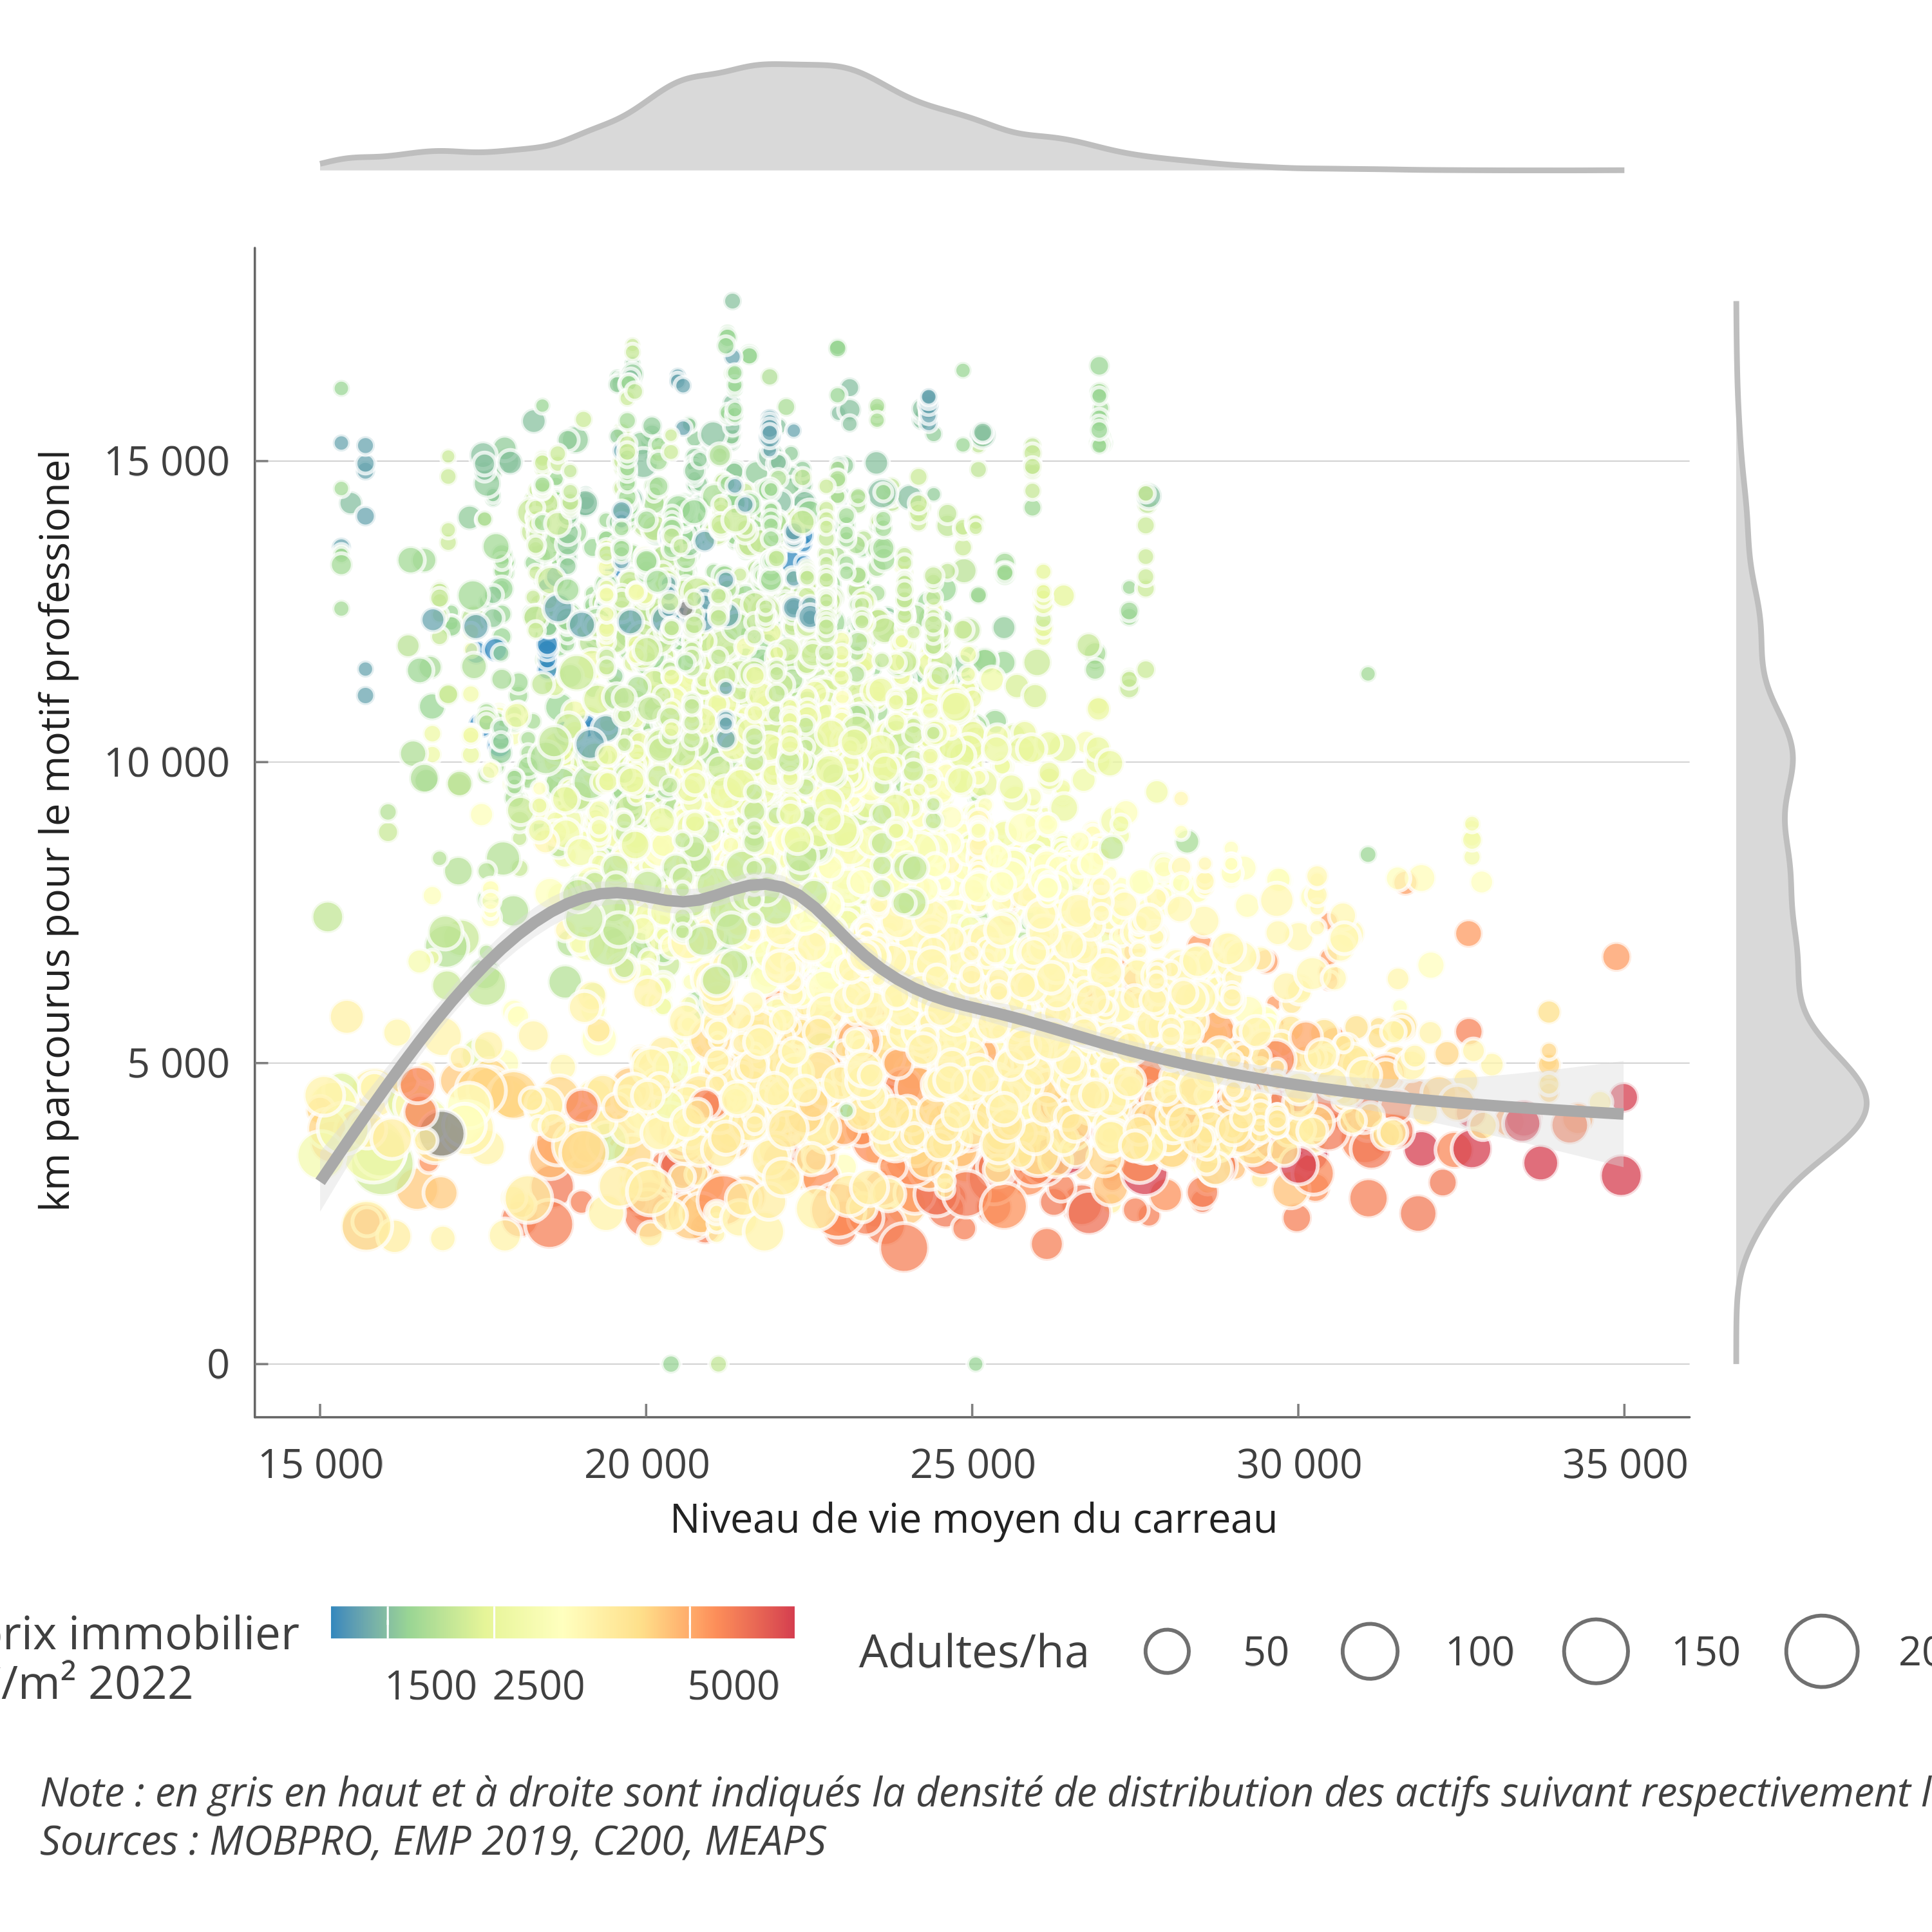 km parcourus pour le motif professionel
15 000
10 000
5 000
0
15 000 20 000 25 000 30 000 35 000
Niveau de vie moyen du carreau
rix immobilier
/m² 2022
1500 2500 5000
Adultes/ha 50 100 150 20
Note : en gris en haut et à droite sont indiqués la densité de distribution des actifs suivant respectivement l
Sources : MOBPRO, EMP 2019, C200, MEAPS